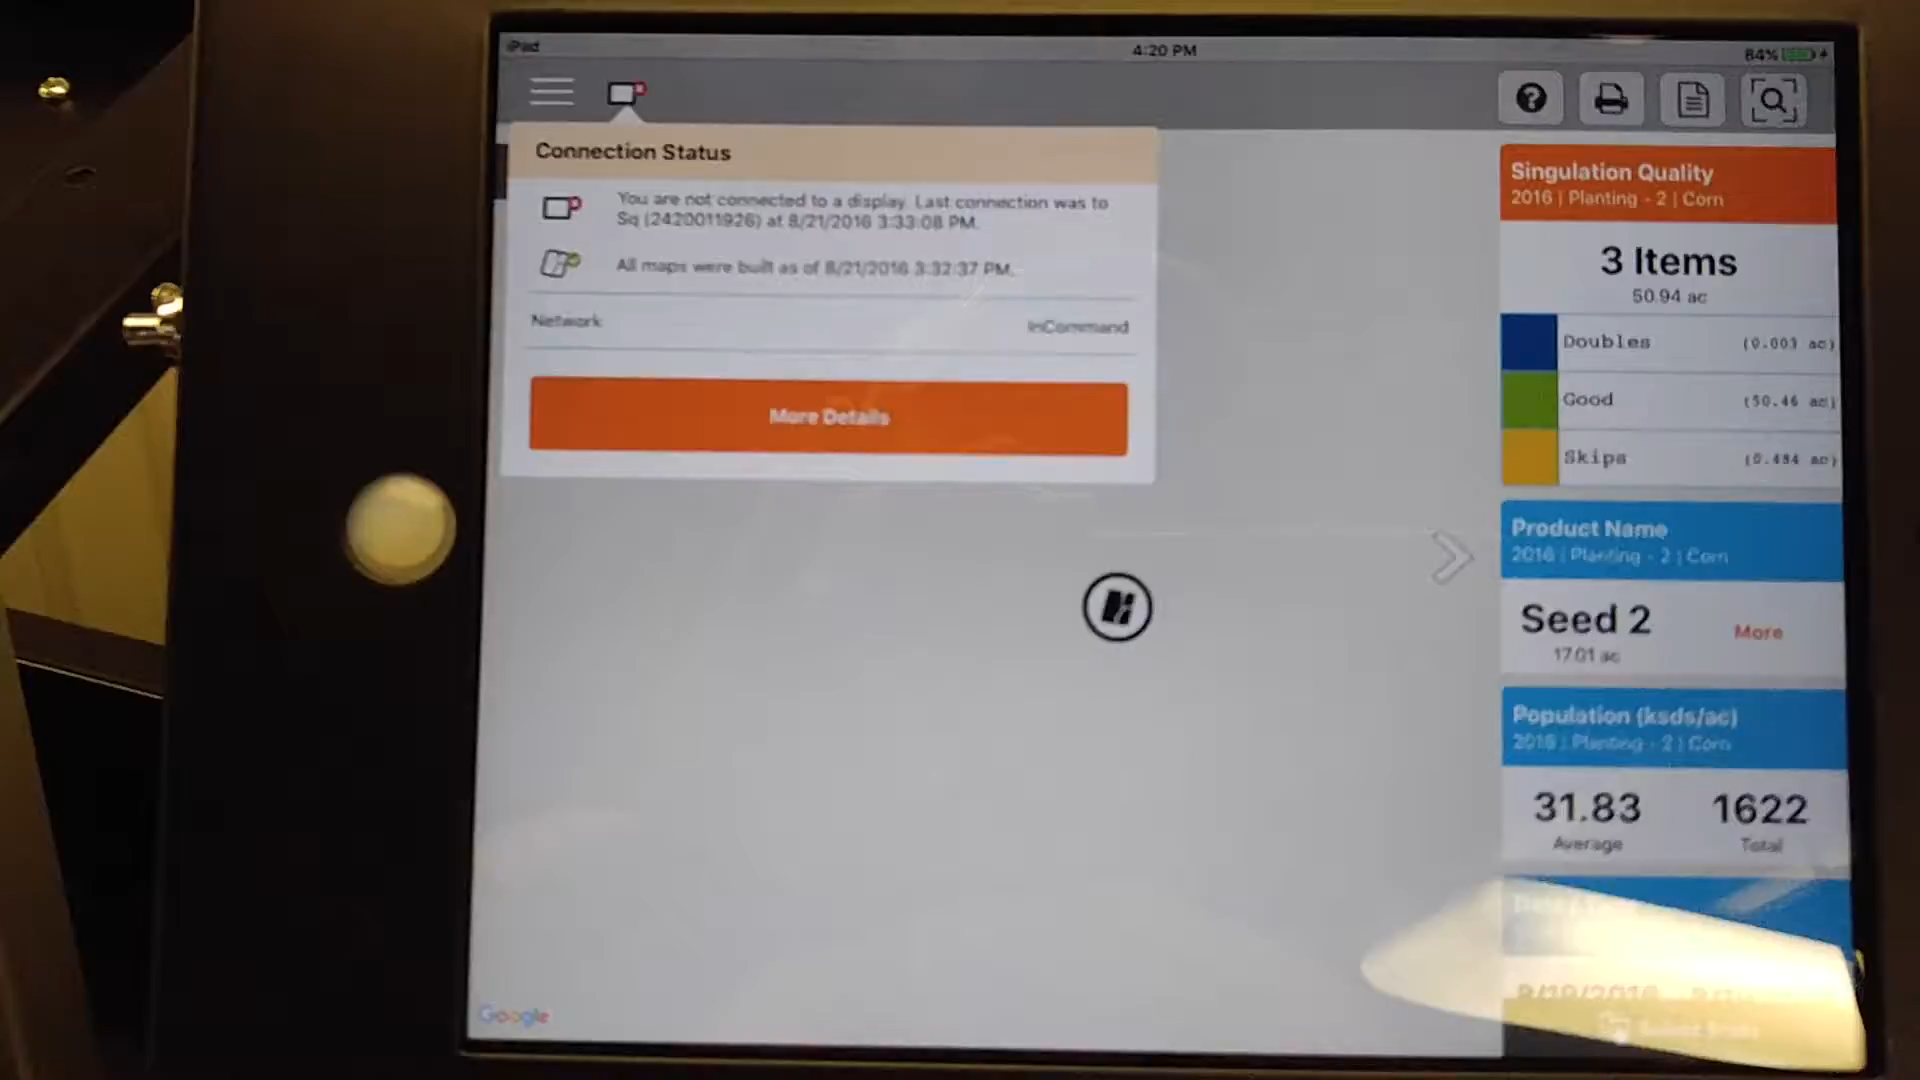 iPad
4:20 PM
84%
Connection Status
You are not connected to a display. Last connection was to
Sq (2420011926) at 8/21/2016 3:33:08 PM.
All maps were built as of 8/21/2016 3:32:37 PM.
Network
InCommand
More Details
Google
Singulation Quality
2016 | Planting - 2 | Corn
3 Items
50.94 ac
Doubles (0.003 ac)
Good (50.46 ac)
Skips (0.484 ac)
Product Name
2016 | Planting - 2 | Corn
Seed 2
More
17.01 ac
Population (ksds/ac)
2016 | Planting - 2 | Corn
31.83 1622
Average Total